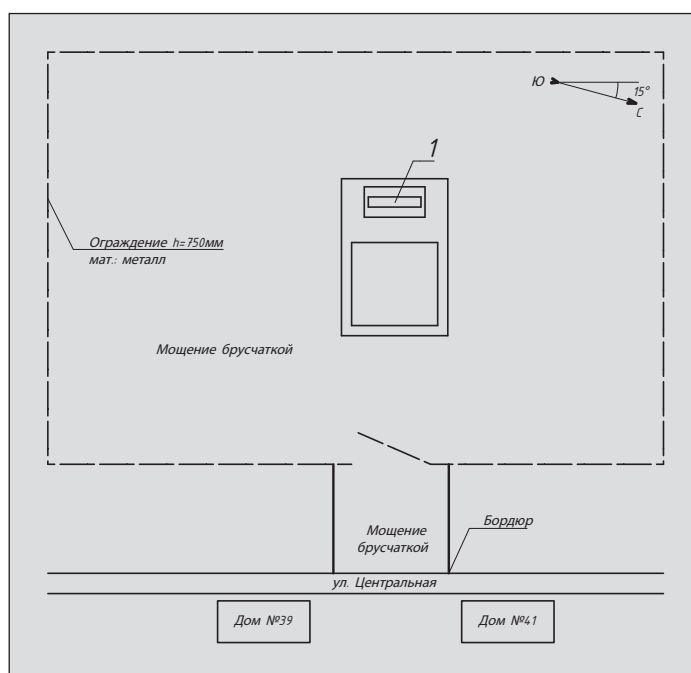 Ю
15°
С
1
Ограждение h=750мм
мат.: металл
Мощение брусчаткой
Мощение
брусчаткой
Бордюр
ул. Центральная
Дом №39
Дом №41